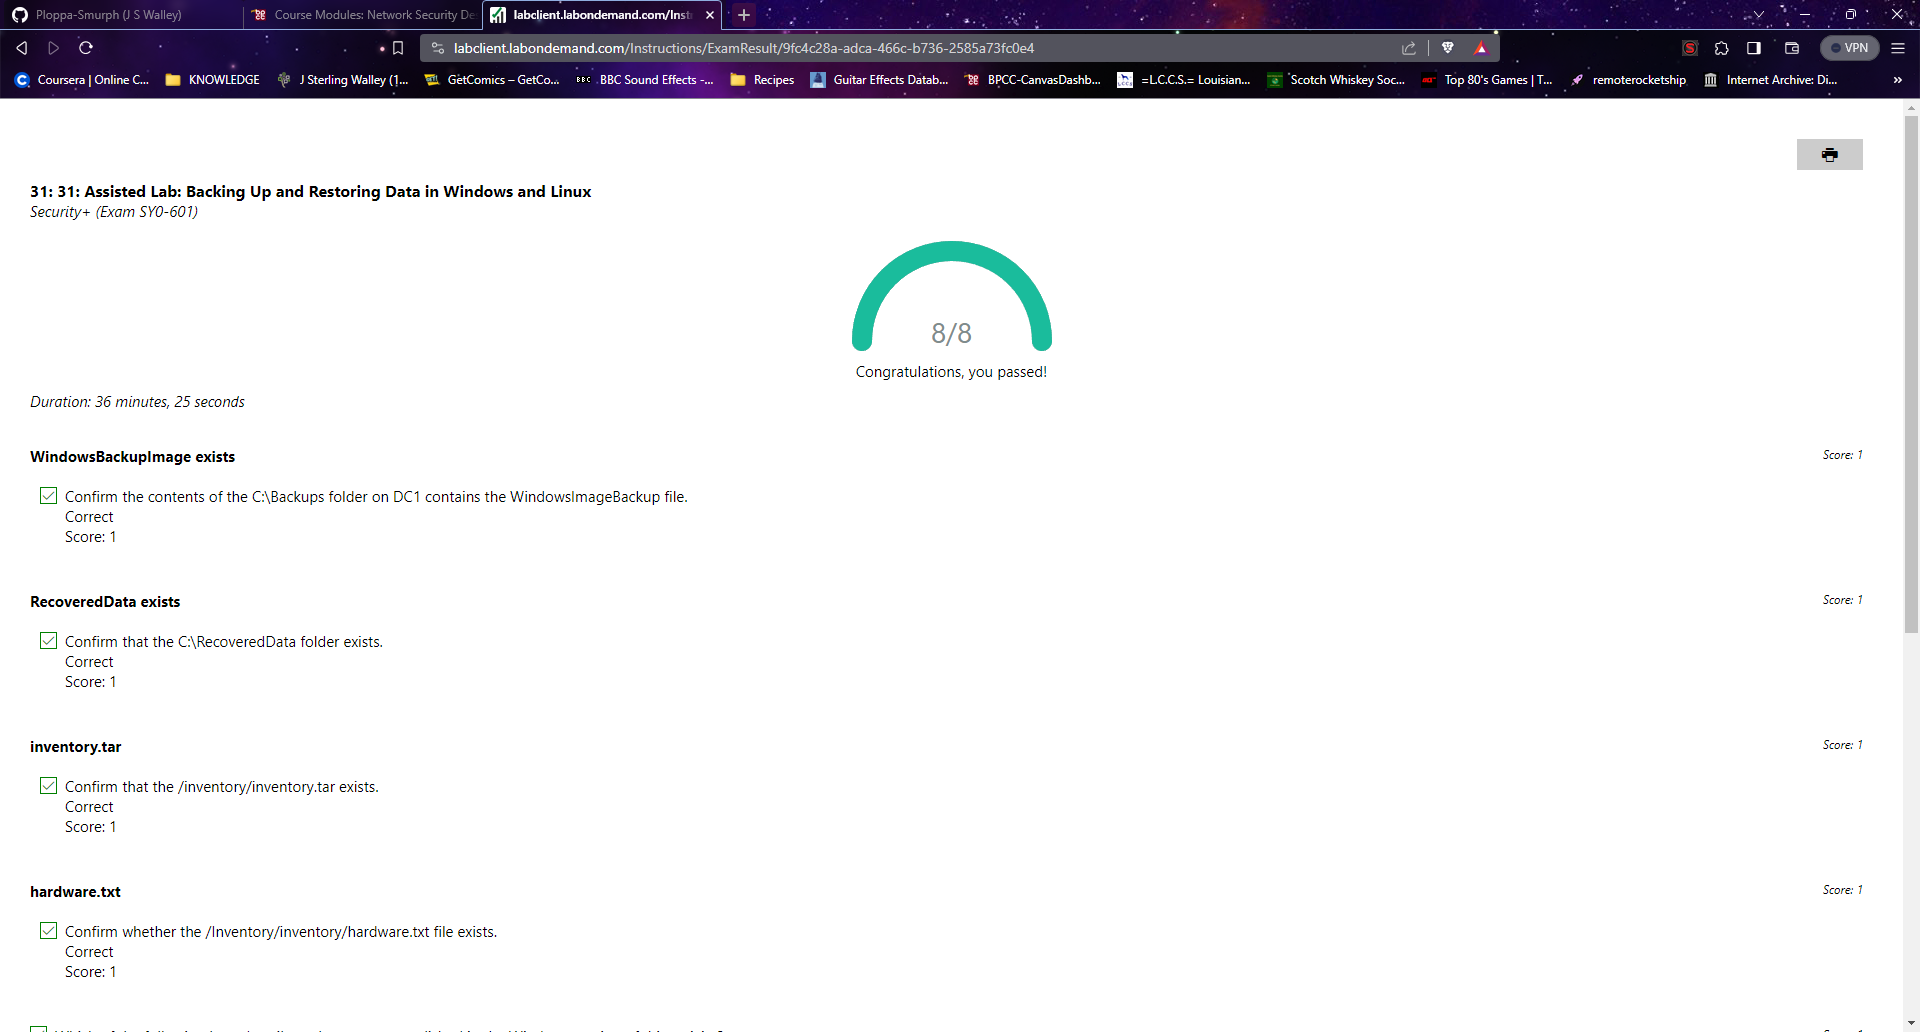 Ploppa-Smurph (J S Walley)
Course Modules: Network Security De
labclient.labondemand.com/Inst
labclient.labondemand.com/Instructions/ExamResult/9fc4c28a-adca-466c-b736-2585a73fc0e4
VPN
Coursera | Online C...
KNOWLEDGE
J Sterling Walley (1...
GetComics – GetCo...
BBC
BBC Sound Effects -...
Recipes
Guitar Effects Datab...
BPCC-CanvasDashb...
=L.C.C.S.= Louisian...
Scotch Whiskey Soc...
Top 80's Games | T...
remoterocketship
Internet Archive: Di...
31: 31: Assisted Lab: Backing Up and Restoring Data in Windows and Linux
Security+ (Exam SY0-601)
8/8
Congratulations, you passed!
Duration: 36 minutes, 25 seconds
WindowsBackupImage exists
Score: 1
Confirm the contents of the C:\Backups folder on DC1 contains the WindowsImageBackup file.
Correct
Score: 1
RecoveredData exists
Score: 1
Confirm that the C:\RecoveredData folder exists.
Correct
Score: 1
inventory.tar
Score: 1
Confirm that the /inventory/inventory.tar exists.
Correct
Score: 1
hardware.txt
Score: 1
Confirm whether the /Inventory/inventory/hardware.txt file exists.
Correct
Score: 1